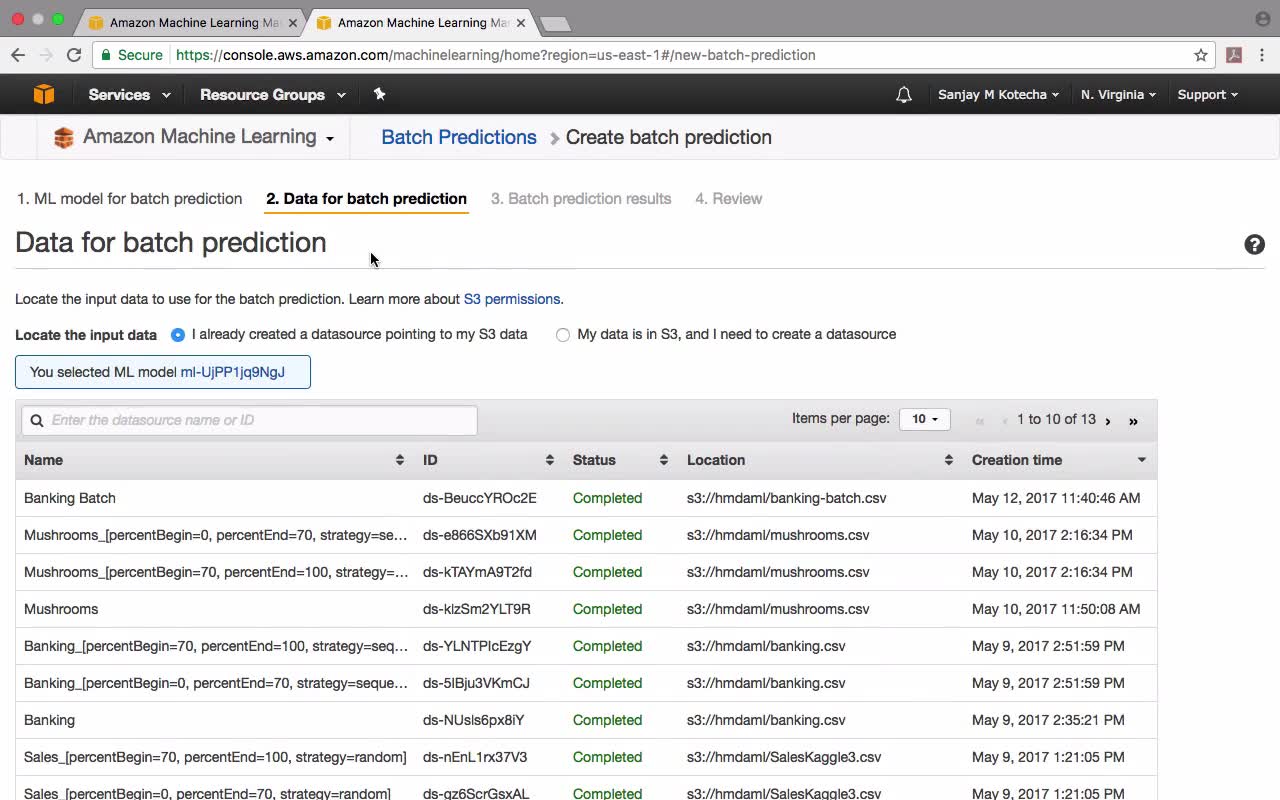 Amazon Machine Learning Ma
Amazon Machine Learning Ma
Secure https://console.aws.amazon.com/machinelearning/home?region=us-east-1#/new-batch-prediction
Services Resource Groups Sanjay M Kotecha N. Virginia Support
Amazon Machine Learning Batch Predictions > Create batch prediction
1. ML model for batch prediction 2. Data for batch prediction 3. Batch prediction results 4. Review
Data for batch prediction
Locate the input data to use for the batch prediction. Learn more about S3 permissions.
Locate the input data I already created a datasource pointing to my S3 data My data is in S3, and I need to create a datasource
You selected ML model ml-UjPP1jq9NgJ
Enter the datasource name or ID Items per page: 10 « ‹ 1 to 10 of 13 › »
Name ID Status Location Creation time
Banking Batch ds-BeuccYROc2E Completed s3://hmdaml/banking-batch.csv May 12, 2017 11:40:46 AM
Mushrooms_[percentBegin=0, percentEnd=70, strategy=se... ds-e866SXb91XM Completed s3://hmdaml/mushrooms.csv May 10, 2017 2:16:34 PM
Mushrooms_[percentBegin=70, percentEnd=100, strategy=... ds-kTAYmA9T2fd Completed s3://hmdaml/mushrooms.csv May 10, 2017 2:16:34 PM
Mushrooms ds-klzSm2YLT9R Completed s3://hmdaml/mushrooms.csv May 10, 2017 11:50:08 AM
Banking_[percentBegin=70, percentEnd=100, strategy=seq... ds-YLNTPIcEzgY Completed s3://hmdaml/banking.csv May 9, 2017 2:51:59 PM
Banking_[percentBegin=0, percentEnd=70, strategy=seque... ds-5lBju3VKmCJ Completed s3://hmdaml/banking.csv May 9, 2017 2:51:59 PM
Banking ds-NUsls6px8iY Completed s3://hmdaml/banking.csv May 9, 2017 2:35:21 PM
Sales_[percentBegin=70, percentEnd=100, strategy=random] ds-nEnL1rx37V3 Completed s3://hmdaml/SalesKaggle3.csv May 9, 2017 1:21:05 PM
Sales_[percentBegin=0, percentEnd=70, strategy=random] ds-gz6ScrGsxAL Completed s3://hmdaml/SalesKaggle3.csv May 9, 2017 1:21:05 PM